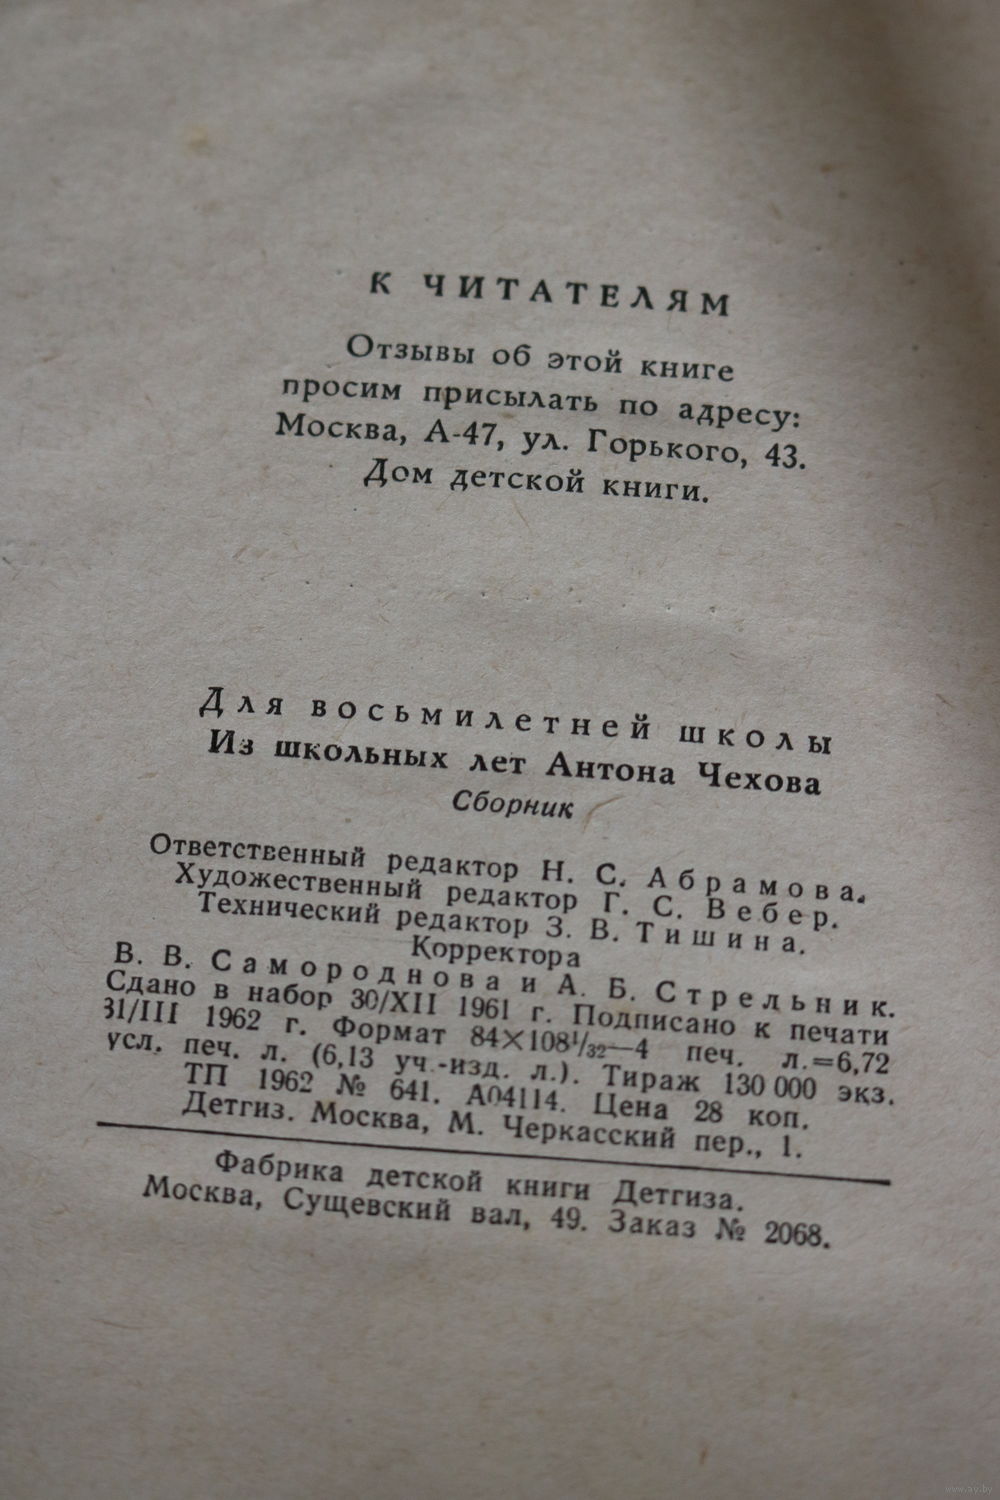 К ЧИТАТЕЛЯМ
Отзывы об этой книге
просим присылать по адресу:
Москва, А-47, ул. Горького, 43.
Дом детской книги.
Для восьмилетней школы
Из школьных лет Антона Чехова
Сборник
Ответственный редактор Н. С. Абрамова.
Художественный редактор Г. С. Вебер.
Технический редактор З. В. Тишина.
Корректора
В. В. Самороднова и А. Б. Стрельник.
Сдано в набор 30/XII 1961 г. Подписано к печати
31/III 1962 г. Формат 84×108¹/₃₂—4 печ. л.=6,72
усл. печ. л. (6,13 уч.-изд. л.). Тираж 130 000 экз.
ТП 1962 № 641. А04114. Цена 28 коп.
Детгиз. Москва, М. Черкасский пер., 1.
Фабрика детской книги Детгиза.
Москва, Сущевский вал, 49. Заказ № 2068.
www.ay.by